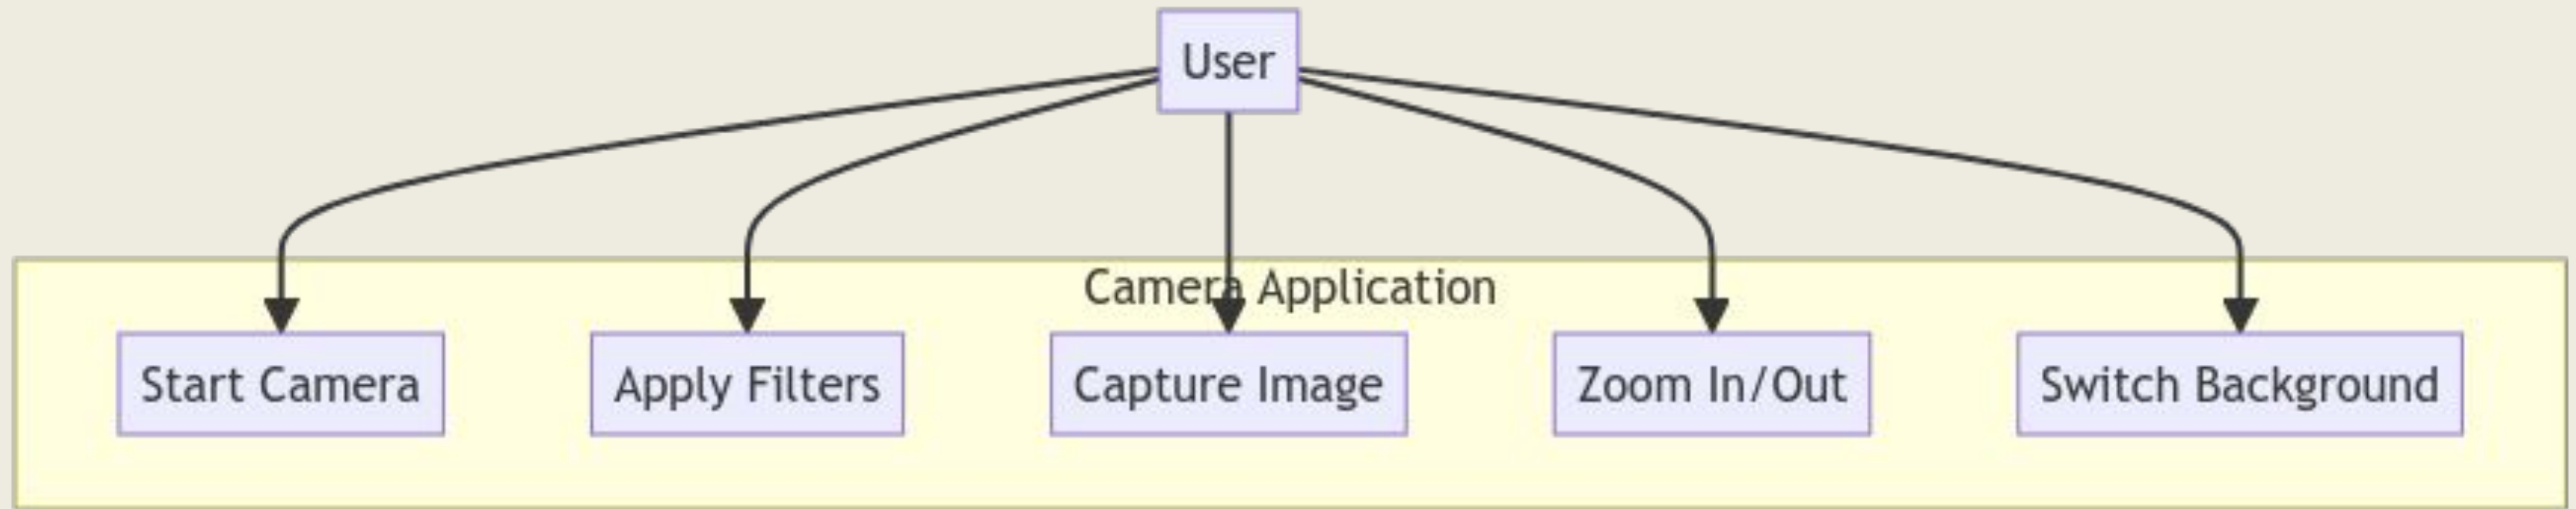 User
Camera Application
Start Camera
Apply Filters
Capture Image
Zoom In/Out
Switch Background